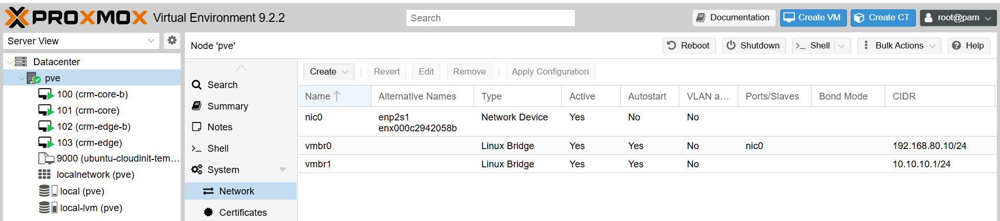 PROXMOX Virtual Environment 9.2.2 Search Documentation Create VM Create CT root@pam
Server View
Node 'pve' Reboot Shutdown Shell Bulk Actions Help
Datacenter
pve
100 (crm-core-b)
101 (crm-core)
102 (crm-edge-b)
103 (crm-edge)
9000 (ubuntu-cloudinit-tem...
localnetwork (pve)
local (pve)
local-lvm (pve)
Search
Summary
Notes
Shell
System
Network
Certificates
Create Revert Edit Remove Apply Configuration
Name Alternative Names Type Active Autostart VLAN a... Ports/Slaves Bond Mode CIDR
nic0 enp2s1 Network Device Yes No No
enx000c2942058b
vmbr0 Linux Bridge Yes Yes No nic0 192.168.80.10/24
vmbr1 Linux Bridge Yes Yes No 10.10.10.1/24